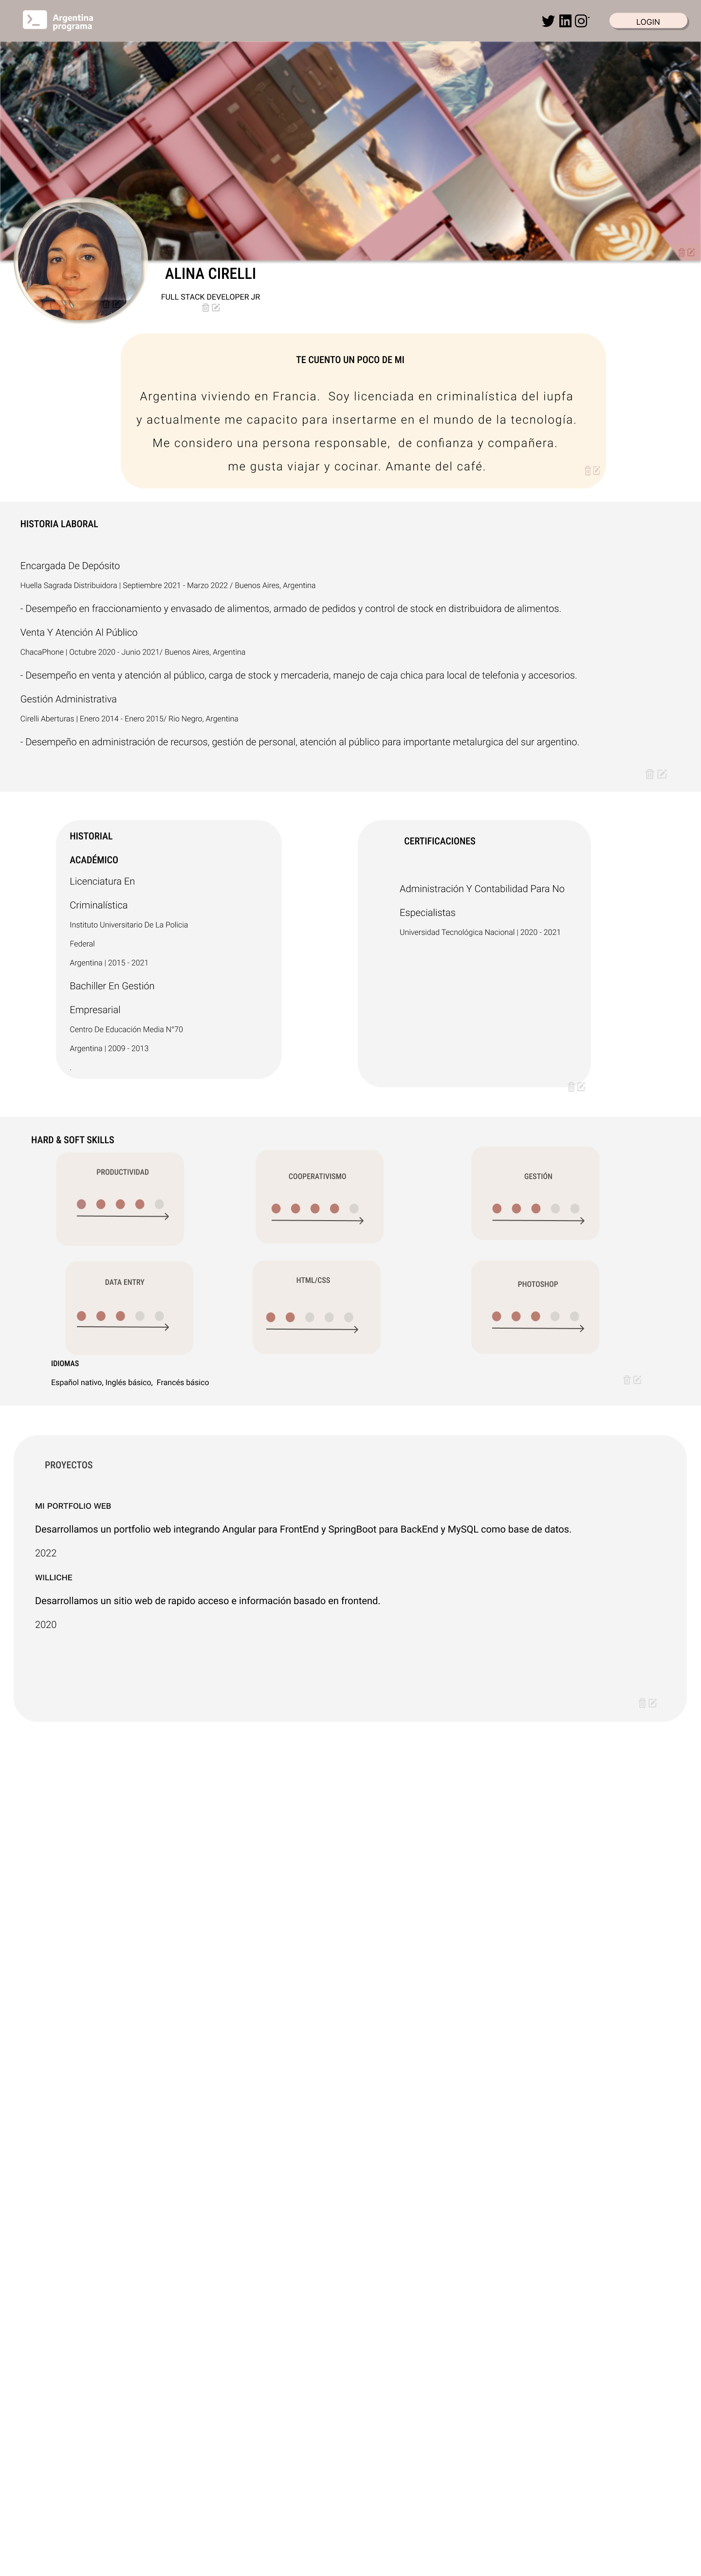 Argentina
programa
LOGIN
ALINA CIRELLI
FULL STACK DEVELOPER JR
TE CUENTO UN POCO DE MI
Argentina viviendo en Francia. Soy licenciada en criminalística del iupfa
y actualmente me capacito para insertarme en el mundo de la tecnología.
Me considero una persona responsable, de confianza y compañera.
me gusta viajar y cocinar. Amante del café.
HISTORIA LABORAL
Encargada De Depósito
Huella Sagrada Distribuidora | Septiembre 2021 - Marzo 2022 / Buenos Aires, Argentina
- Desempeño en fraccionamiento y envasado de alimentos, armado de pedidos y control de stock en distribuidora de alimentos.
Venta Y Atención Al Público
ChacaPhone | Octubre 2020 - Junio 2021/ Buenos Aires, Argentina
- Desempeño en venta y atención al público, carga de stock y mercaderia, manejo de caja chica para local de telefonia y accesorios.
Gestión Administrativa
Cirelli Aberturas | Enero 2014 - Enero 2015/ Rio Negro, Argentina
- Desempeño en administración de recursos, gestión de personal, atención al público para importante metalurgica del sur argentino.
HISTORIAL
ACADÉMICO
Licenciatura En
Criminalística
Instituto Universitario De La Policia
Federal
Argentina | 2015 - 2021
Bachiller En Gestión
Empresarial
Centro De Educación Media N°70
Argentina | 2009 - 2013
.
CERTIFICACIONES
Administración Y Contabilidad Para No
Especialistas
Universidad Tecnológica Nacional | 2020 - 2021
HARD & SOFT SKILLS
PRODUCTIVIDAD
COOPERATIVISMO
GESTIÓN
DATA ENTRY
HTML/CSS
PHOTOSHOP
IDIOMAS
Español nativo, Inglés básico, Francés básico
PROYECTOS
MI PORTFOLIO WEB
Desarrollamos un portfolio web integrando Angular para FrontEnd y SpringBoot para BackEnd y MySQL como base de datos.
2022
WILLICHE
Desarrollamos un sitio web de rapido acceso e información basado en frontend.
2020